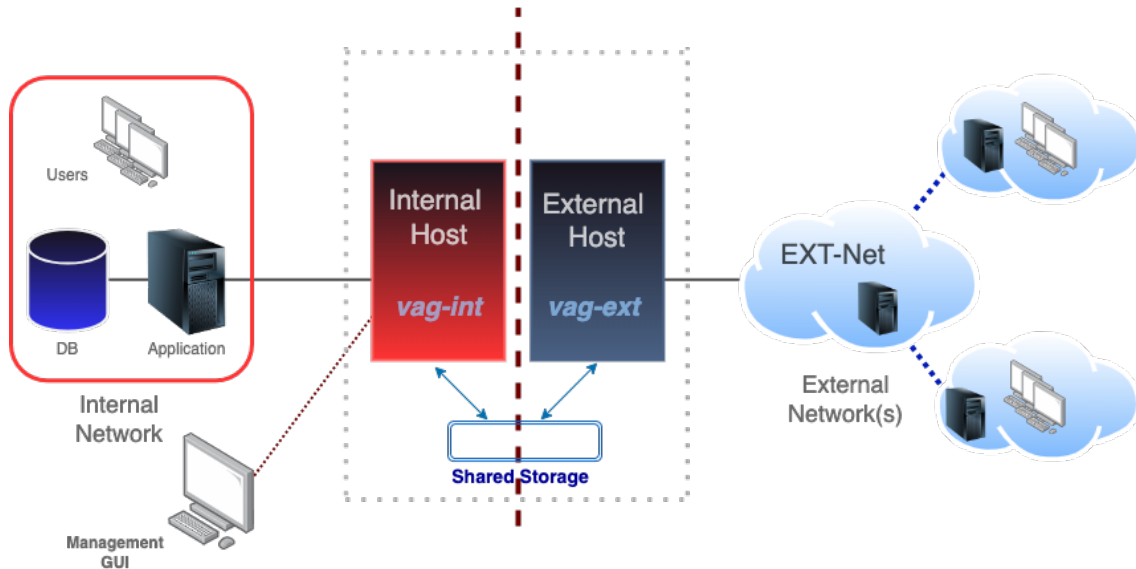 Users
DB
Application
Internal
Network
Management
GUI
Internal
Host
vag-int
External
Host
vag-ext
Shared Storage
EXT-Net
External
Network(s)